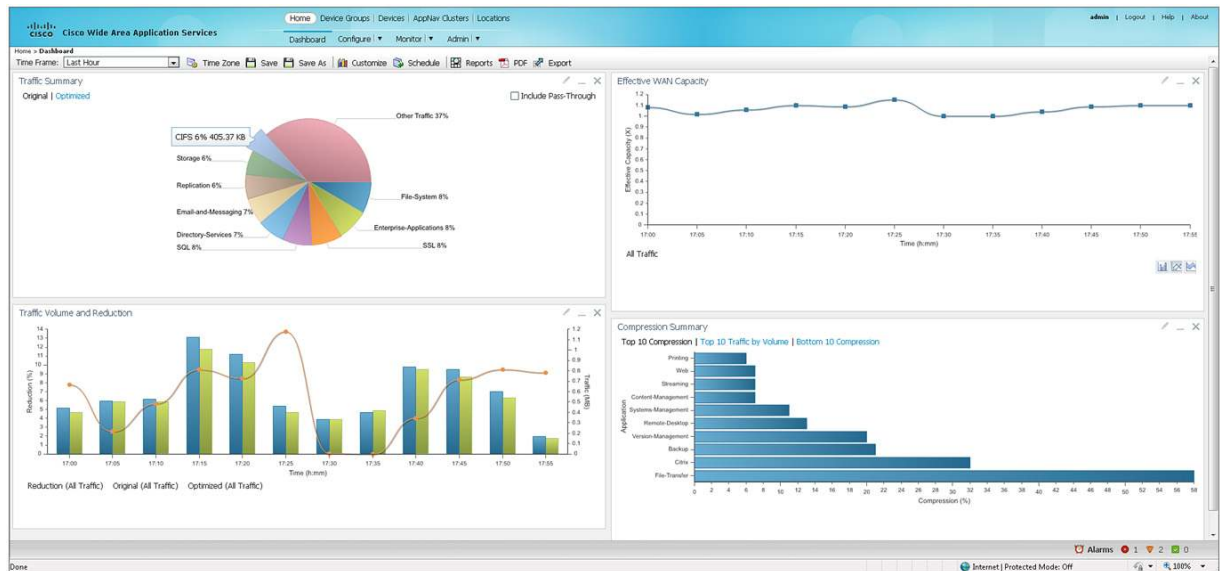 Home | Device Groups | Devices | AppNav Clusters | Locations
admin | Logout | Help | About
CISCO Cisco Wide Area Application Services
Dashboard Configure | Monitor | Admin |
Home > Dashboard
Time Frame: Last Hour Time Zone Save Save As Customize Schedule Reports PDF Export
Traffic Summary
Original | Optimized
Include Pass-Through
Other Traffic 37%
CIFS 6% 405.37 KB
Storage 6%
Replication 6%
File-System 8%
Email-and-Messaging 7%
Enterprise-Applications 8%
Directory-Services 7%
SQL 8%
SSL 8%
Effective WAN Capacity
Effective Capacity (X)
1.2
1.1
1
0.9
0.8
0.7
0.6
0.5
0.4
0.3
0.2
0.1
0
17:00 17:05 17:10 17:15 17:20 17:25 17:30 17:35 17:40 17:45 17:50 17:55
Time (h:mm)
All Traffic
Traffic Volume and Reduction
Reduction (%)
14
13
12
11
10
9
8
7
6
5
4
3
2
1
0
Traffic (MB)
1.2
1.1
1
0.9
0.8
0.7
0.6
0.5
0.4
0.3
0.2
0.1
0
17:00 17:05 17:10 17:15 17:20 17:25 17:30 17:35 17:40 17:45 17:50 17:55
Time (h:mm)
Reduction (All Traffic) Original (All Traffic) Optimized (All Traffic)
Compression Summary
Top 10 Compression | Top 10 Traffic by Volume | Bottom 10 Compression
Application
Printing
Web
Streaming
Content-Management
Systems-Management
Remote-Desktop
Version-Management
Backup
Citrix
File-Transfer
0 2 4 6 8 10 12 14 16 18 20 22 24 26 28 30 32 34 36 38 40 42 44 46 48 50 52 54 56 58
Compression (%)
Alarms 1 2 0
Done
Internet | Protected Mode: Off
100%